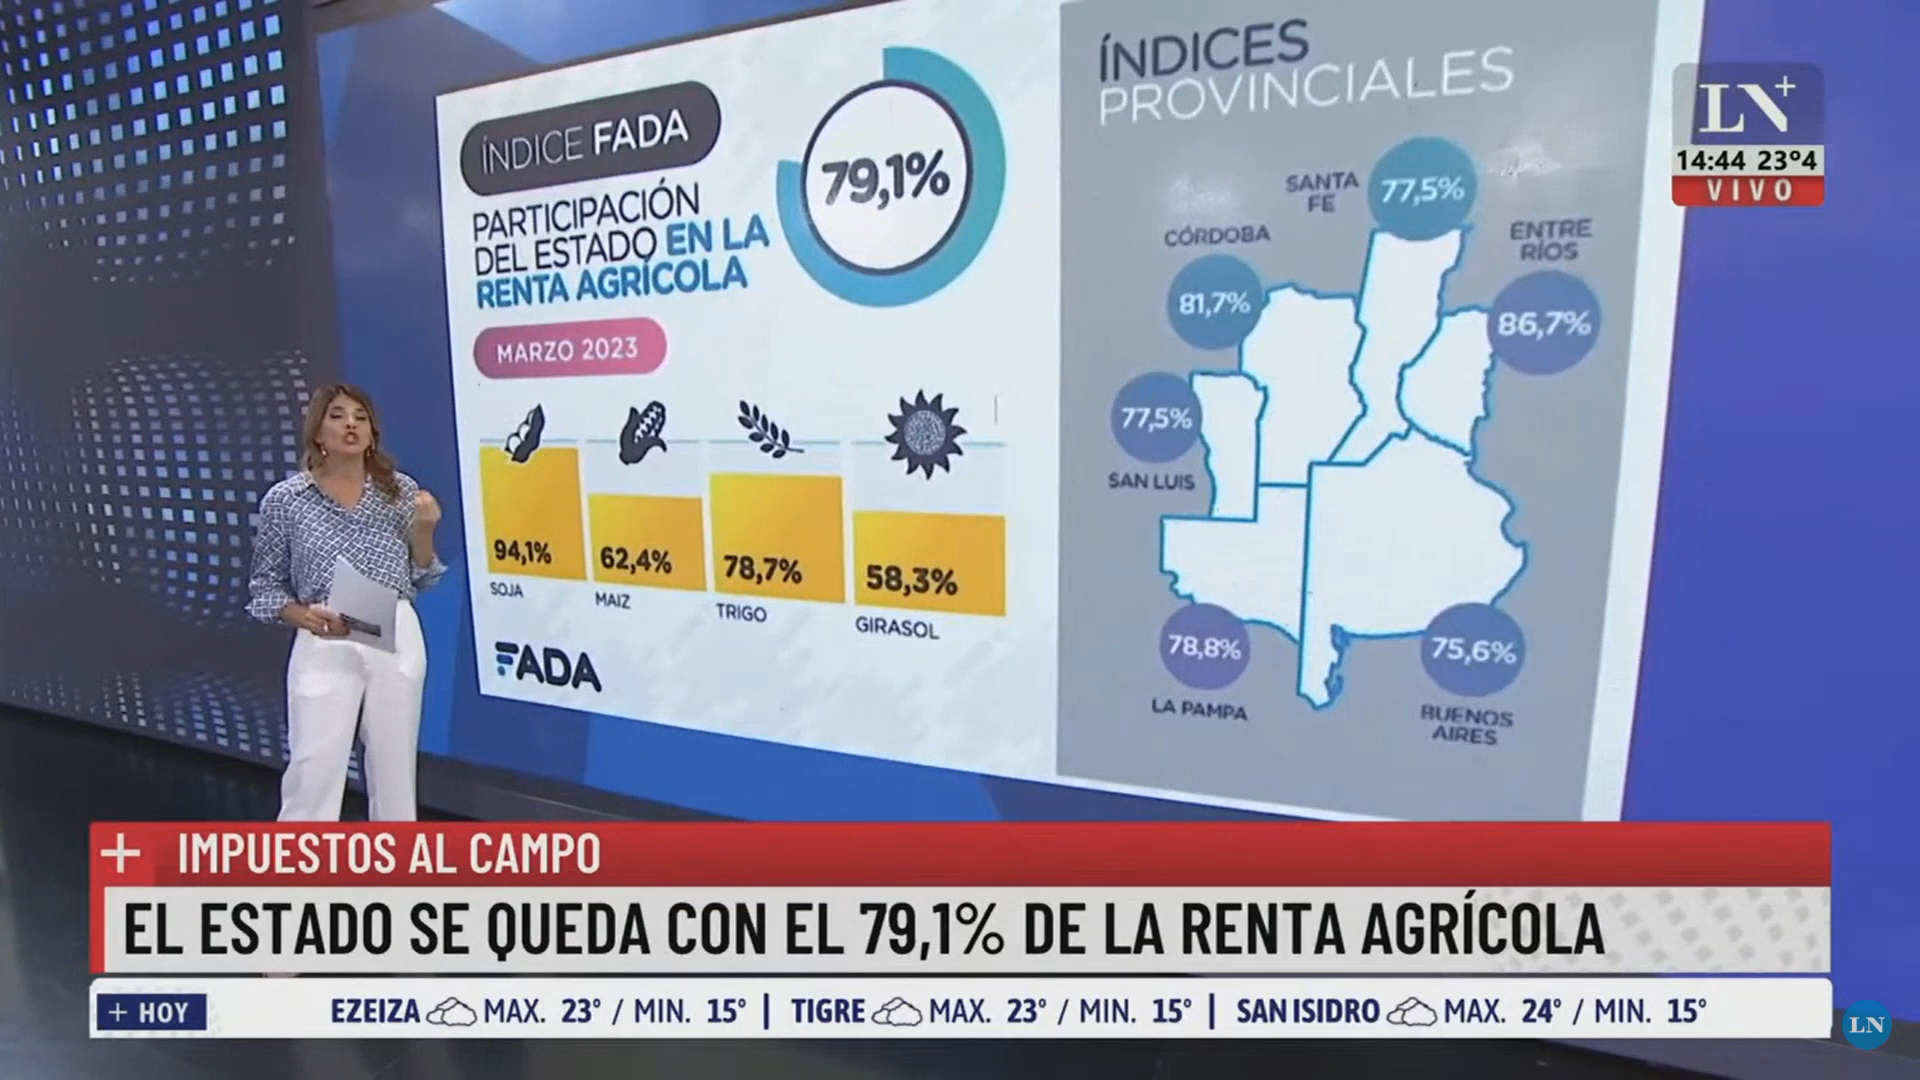 ÍNDICE FADA
PARTICIPACIÓN
DEL ESTADO EN LA
RENTA AGRÍCOLA
79,1%
MARZO 2023
94,1%
62,4%
78,7%
58,3%
SOJA
MAIZ
TRIGO
GIRASOL
FADA
ÍNDICES
PROVINCIALES
SANTA
FE
77,5%
CÓRDOBA
81,7%
ENTRE
RÍOS
86,7%
77,5%
SAN LUIS
78,8%
LA PAMPA
75,6%
BUENOS
AIRES
LN+
14:44 23°4
VIVO
+ IMPUESTOS AL CAMPO
EL ESTADO SE QUEDA CON EL 79,1% DE LA RENTA AGRÍCOLA
+ HOY
EZEIZA MAX. 23° / MIN. 15° | TIGRE MAX. 23° / MIN. 15° | SAN ISIDRO MAX. 24° / MIN. 15°
LN